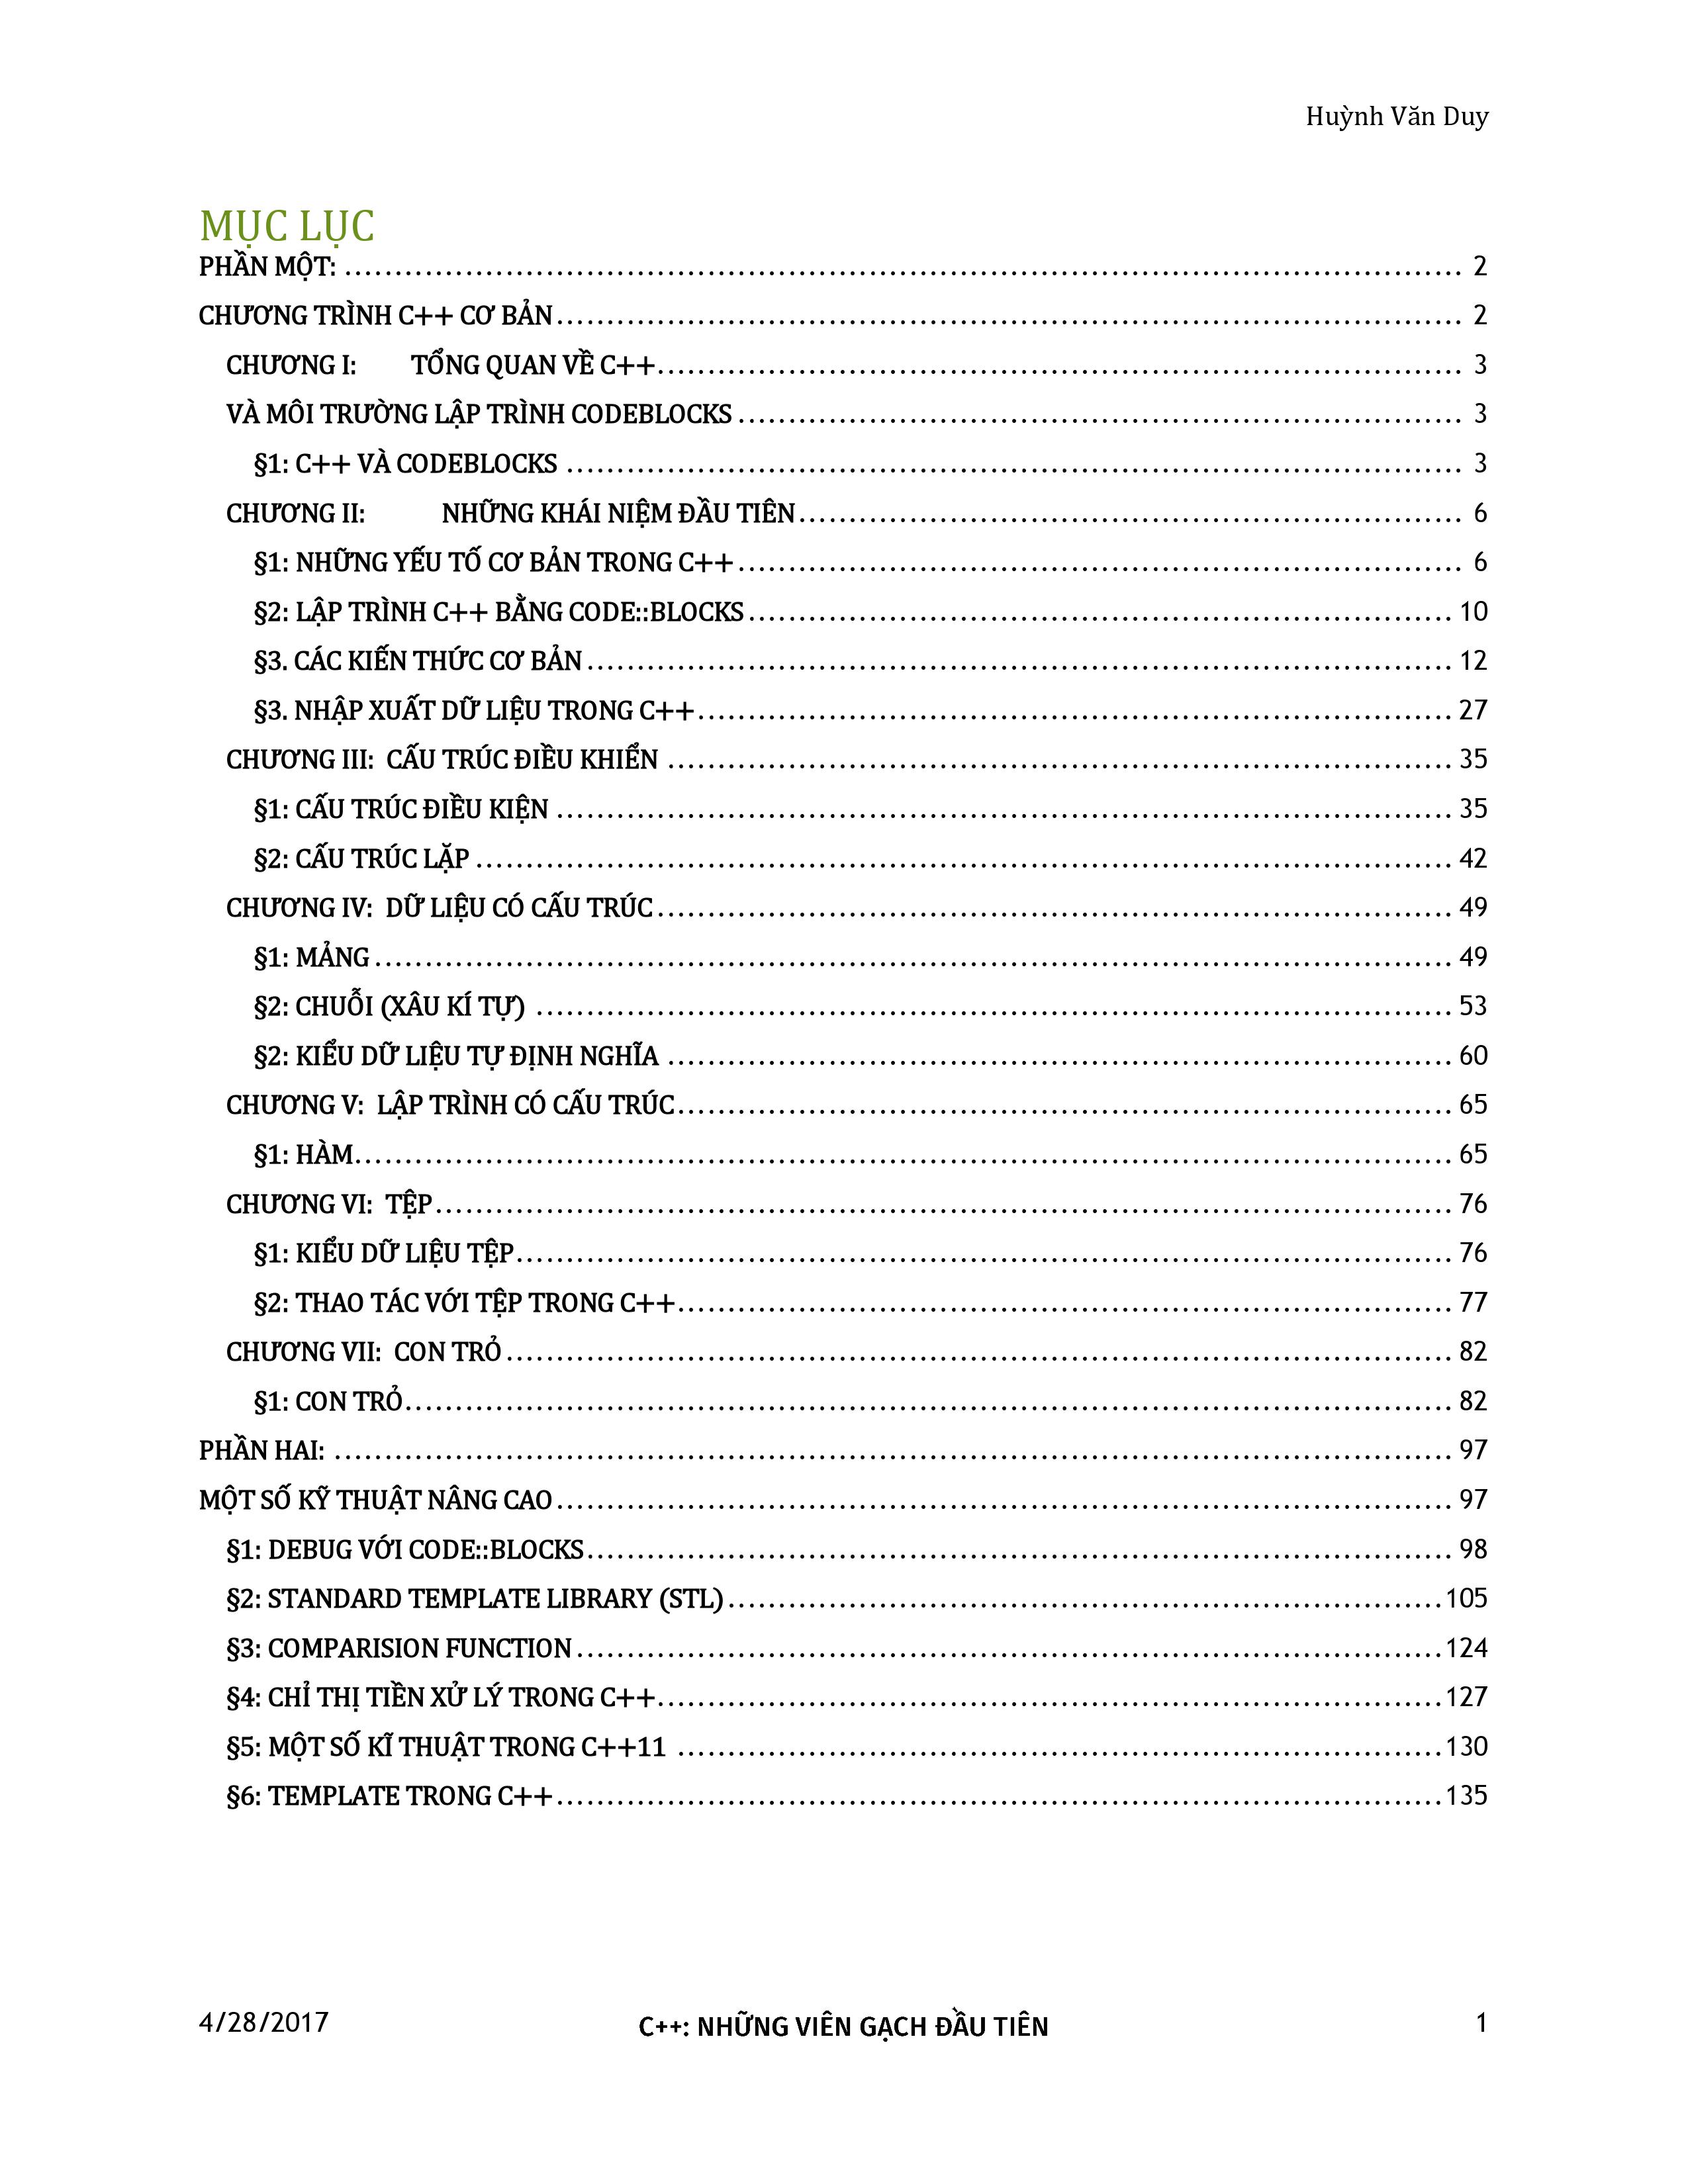 Huỳnh Văn Duy
MỤC LỤC
PHẦN MỘT: ........................................ 2
CHƯƠNG TRÌNH C++ CƠ BẢN ........................................ 2
CHƯƠNG I: TỔNG QUAN VỀ C++ ........................................ 3
VÀ MÔI TRƯỜNG LẬP TRÌNH CODEBLOCKS ........................................ 3
§1: C++ VÀ CODEBLOCKS ........................................ 3
CHƯƠNG II: NHỮNG KHÁI NIỆM ĐẦU TIÊN ........................................ 6
§1: NHỮNG YẾU TỐ CƠ BẢN TRONG C++ ........................................ 6
§2: LẬP TRÌNH C++ BẰNG CODE::BLOCKS ........................................ 10
§3. CÁC KIẾN THỨC CƠ BẢN ........................................ 12
§3. NHẬP XUẤT DỮ LIỆU TRONG C++ ........................................ 27
CHƯƠNG III: CẤU TRÚC ĐIỀU KHIỂN ........................................ 35
§1: CẤU TRÚC ĐIỀU KIỆN ........................................ 35
§2: CẤU TRÚC LẶP ........................................ 42
CHƯƠNG IV: DỮ LIỆU CÓ CẤU TRÚC ........................................ 49
§1: MẢNG ........................................ 49
§2: CHUỖI (XÂU KÍ TỰ) ........................................ 53
§2: KIỂU DỮ LIỆU TỰ ĐỊNH NGHĨA ........................................ 60
CHƯƠNG V: LẬP TRÌNH CÓ CẤU TRÚC ........................................ 65
§1: HÀM ........................................ 65
CHƯƠNG VI: TỆP ........................................ 76
§1: KIỂU DỮ LIỆU TỆP ........................................ 76
§2: THAO TÁC VỚI TỆP TRONG C++ ........................................ 77
CHƯƠNG VII: CON TRỎ ........................................ 82
§1: CON TRỎ ........................................ 82
PHẦN HAI: ........................................ 97
MỘT SỐ KỸ THUẬT NÂNG CAO ........................................ 97
§1: DEBUG VỚI CODE::BLOCKS ........................................ 98
§2: STANDARD TEMPLATE LIBRARY (STL) ........................................ 105
§3: COMPARISION FUNCTION ........................................ 124
§4: CHỈ THỊ TIỀN XỬ LÝ TRONG C++ ........................................ 127
§5: MỘT SỐ KĨ THUẬT TRONG C++11 ........................................ 130
§6: TEMPLATE TRONG C++ ........................................ 135
4/28/2017 C++: NHỮNG VIÊN GẠCH ĐẦU TIÊN 1